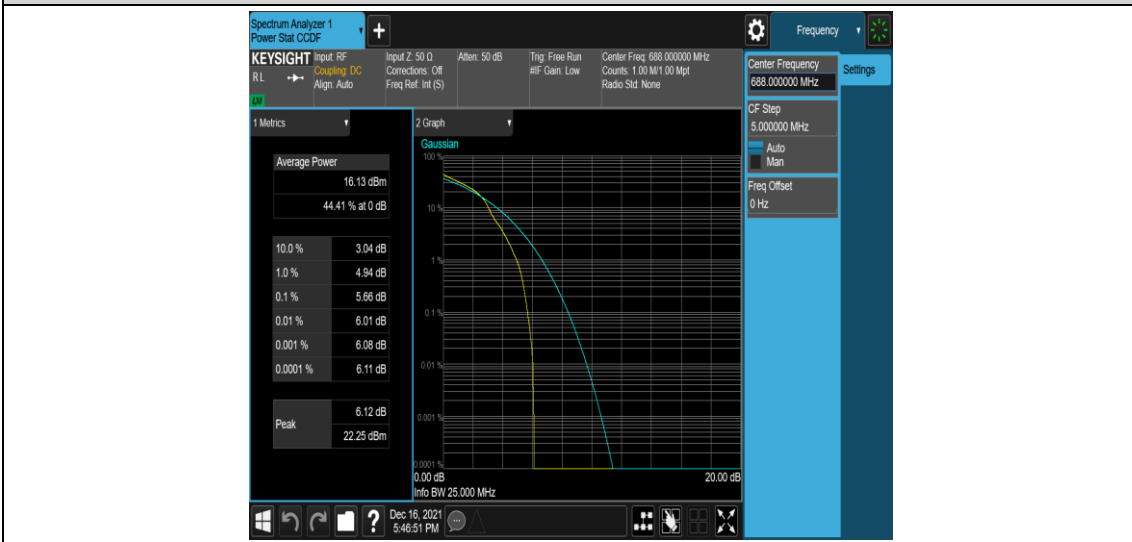 Spectrum Analyzer 1
Power Stat CCDF
+
Frequency
KEYSIGHT
RL
LXI
Input: RF
Coupling: DC
Align: Auto
Input Z: 50 Ω
Corrections: Off
Freq Ref: Int (S)
Atten: 50 dB
Trig: Free Run
#IF Gain: Low
Center Freq: 688.000000 MHz
Counts: 1.00 M/1.00 Mpt
Radio Std: None
Center Frequency
688.000000 MHz
Settings
CF Step
5.000000 MHz
Auto
Man
Freq Offset
0 Hz
1 Metrics
Average Power
16.13 dBm
44.41 % at 0 dB
10.0 % 3.04 dB
1.0 % 4.94 dB
0.1 % 5.66 dB
0.01 % 6.01 dB
0.001 % 6.08 dB
0.0001 % 6.11 dB
Peak
6.12 dB
22.25 dBm
2 Graph
Gaussian
100 %
10 %
1 %
0.1 %
0.01 %
0.001 %
0.0001 %
0.00 dB 20.00 dB
Info BW 25.000 MHz
?
Dec 16, 2021
5:46:51 PM